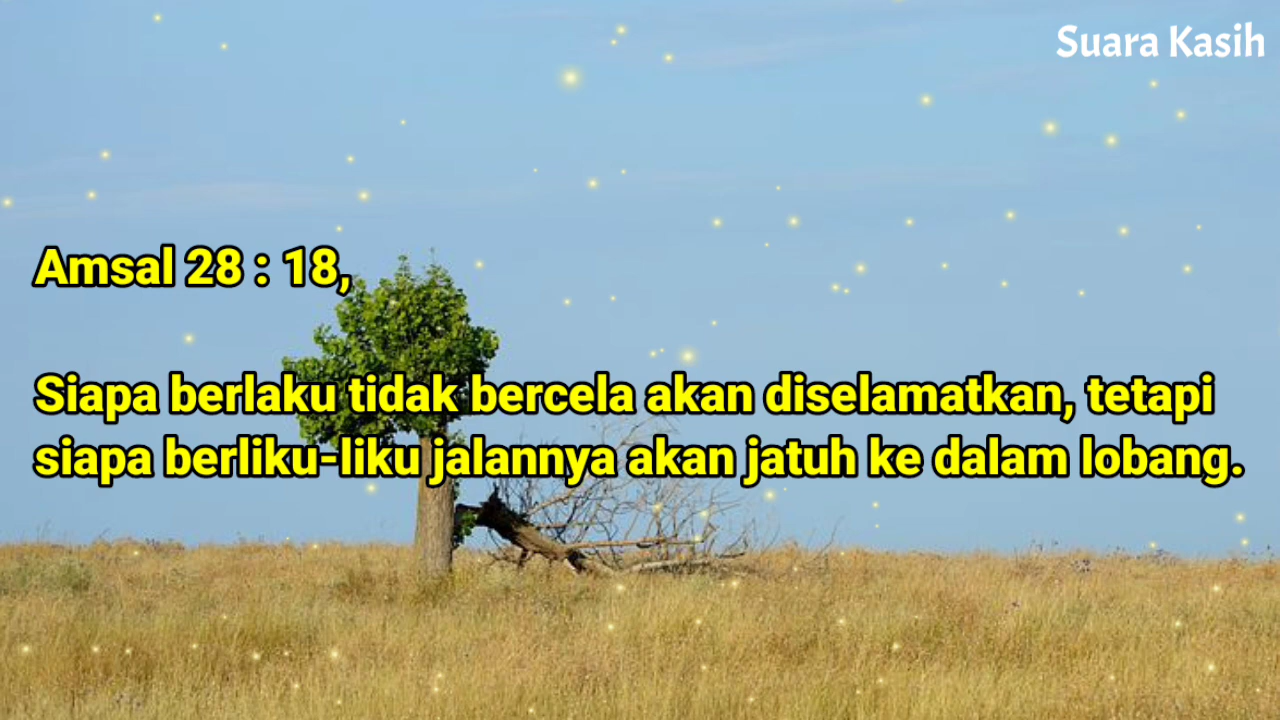 Suara Kasih
Amsal 28 : 18,
Siapa berlaku tidak bercela akan diselamatkan, tetapi
siapa berliku-liku jalannya akan jatuh ke dalam lobang.